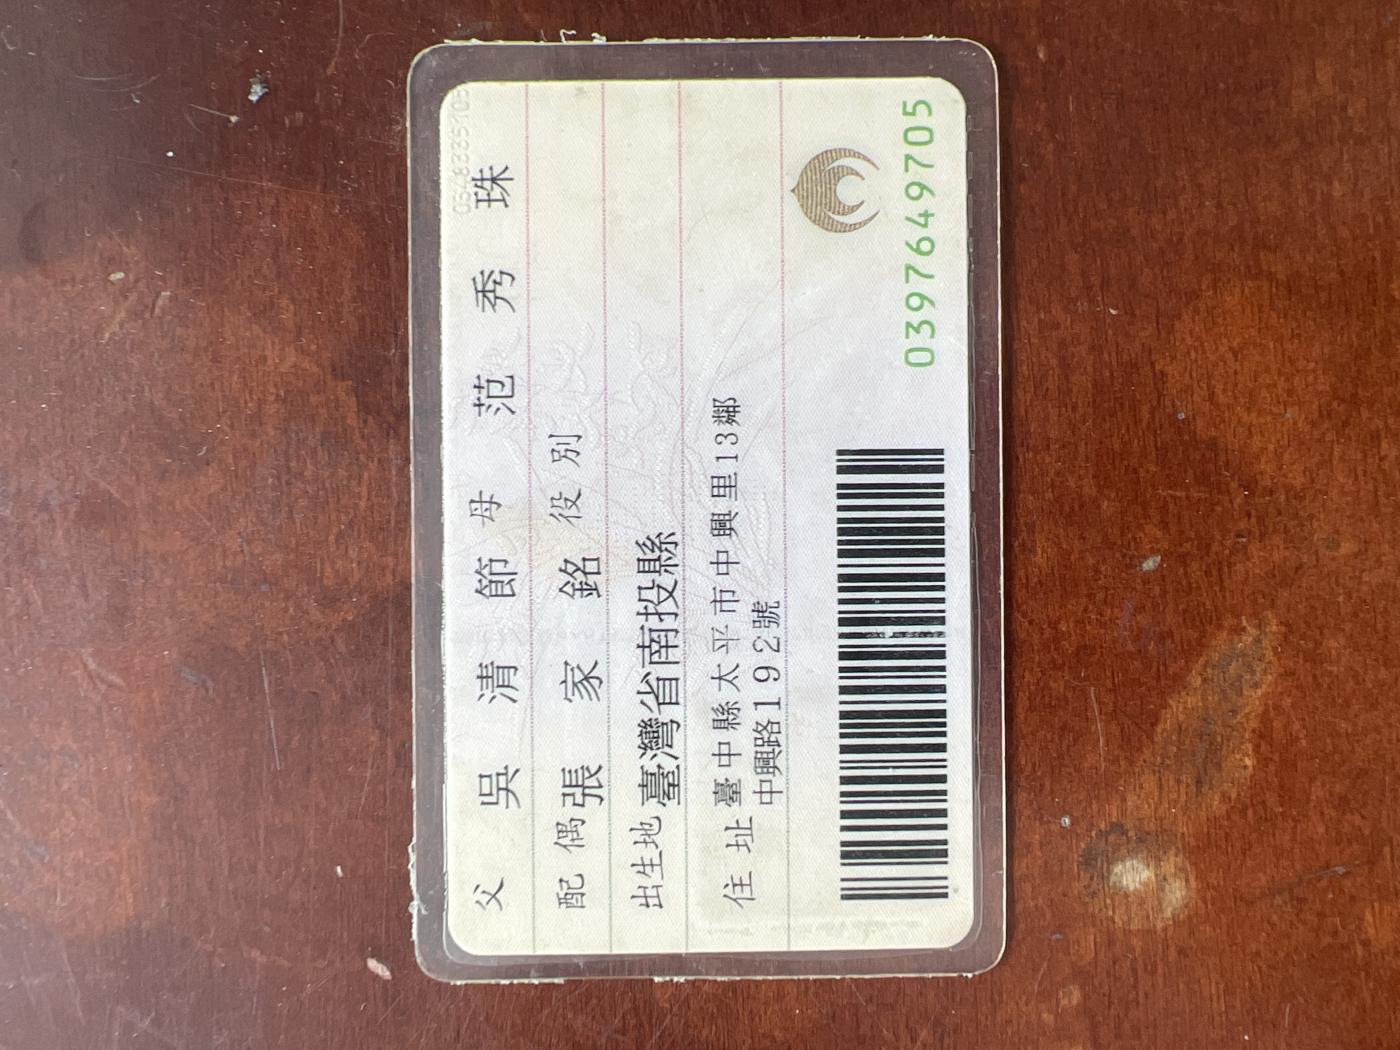 父 吳清節 母 范秀珠
配偶 張家銘 役別
出生地 臺灣省南投縣
住址 臺中縣太平市中興里13鄰
中興路192號
0397649705